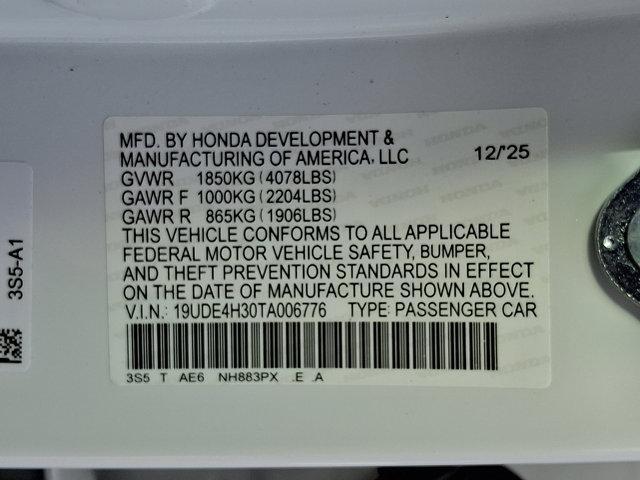 MFD. BY HONDA DEVELOPMENT &
MANUFACTURING OF AMERICA, LLC 12/'25
GVWR 1850KG (4078LBS)
GAWR F 1000KG (2204LBS)
GAWR R 865KG (1906LBS)
THIS VEHICLE CONFORMS TO ALL APPLICABLE
FEDERAL MOTOR VEHICLE SAFETY, BUMPER,
AND THEFT PREVENTION STANDARDS IN EFFECT
ON THE DATE OF MANUFACTURE SHOWN ABOVE.
V.I.N.: 19UDE4H30TA006776 TYPE: PASSENGER CAR
3S5 T AE6 NH883PX .E .A
3S5-A1